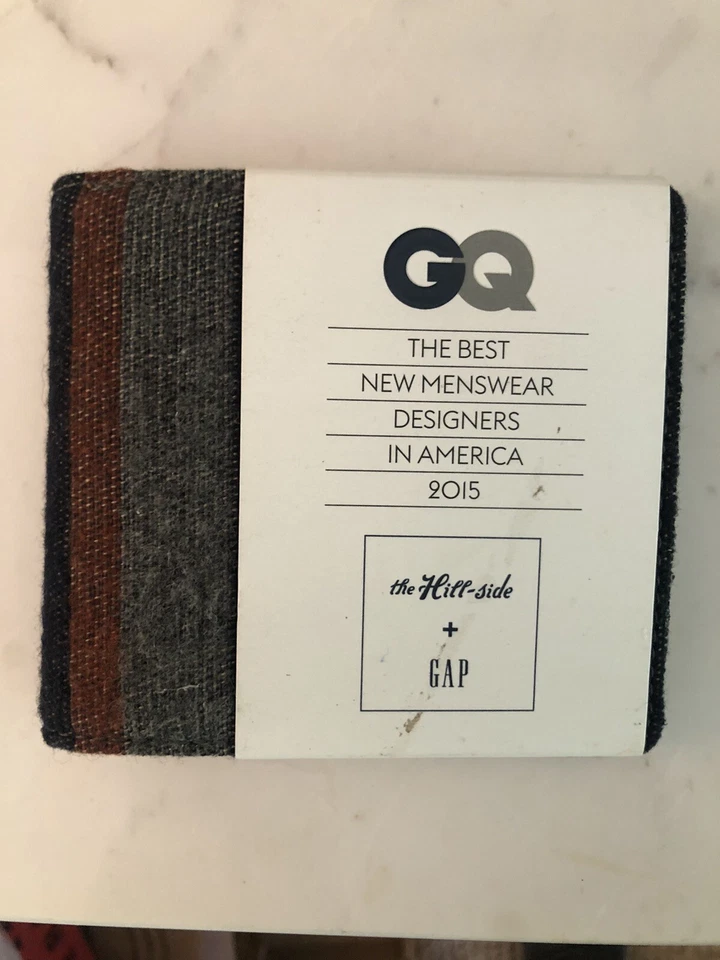 GQ
THE BEST
NEW MENSWEAR
DESIGNERS
IN AMERICA
2015
the Hill-side
+
GAP